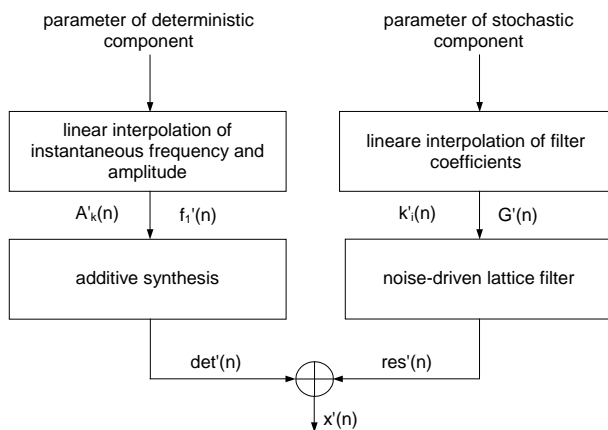 parameter of deterministic
component
parameter of stochastic
component
linear interpolation of
instantaneous frequency and
amplitude
lineare interpolation of filter
coefficients
A'k(n)
f1'(n)
k'i(n)
G'(n)
additive synthesis
noise-driven lattice filter
det'(n)
res'(n)
x'(n)